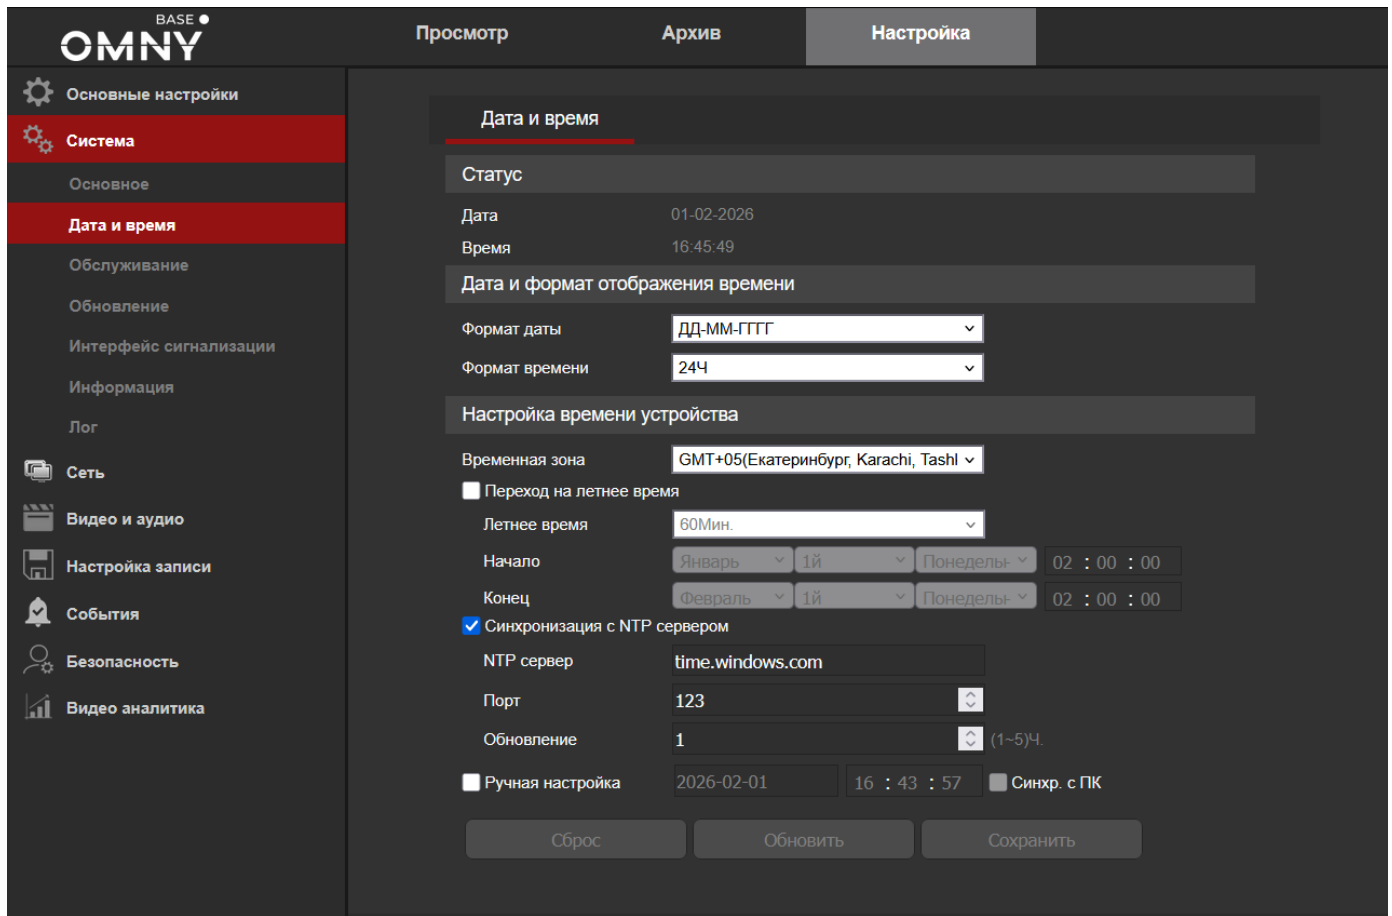 BASE
OMNY
Просмотр Архив Настройка
Основные настройки
Система
Основное
Дата и время
Обслуживание
Обновление
Интерфейс сигнализации
Информация
Лог
Сеть
Видео и аудио
Настройка записи
События
Безопасность
Видео аналитика
Дата и время
Статус
Дата 01-02-2026
Время 16:45:49
Дата и формат отображения времени
Формат даты ДД-ММ-ГГГГ
Формат времени 24Ч
Настройка времени устройства
Временная зона GMT+05(Екатеринбург, Karachi, Tashl
Переход на летнее время
Летнее время 60Мин.
Начало Январь 1й Понедельн 02 : 00 : 00
Конец Февраль 1й Понедельн 02 : 00 : 00
Синхронизация с NTP сервером
NTP сервер time.windows.com
Порт 123
Обновление 1 (1~5)Ч.
Ручная настройка 2026-02-01 16 : 43 : 57 Синхр. с ПК
Сброс Обновить Сохранить